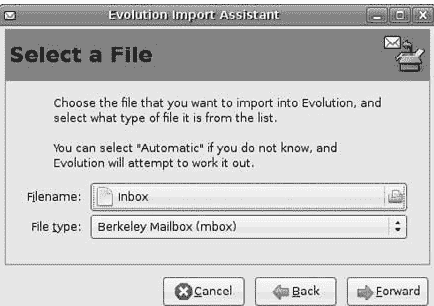 Evolution Import Assistant
Select a File
Choose the file that you want to import into Evolution, and
select what type of file it is from the list.
You can select "Automatic" if you do not know, and
Evolution will attempt to work it out.
Filename: Inbox
File type: Berkeley Mailbox (mbox)
Cancel Back Forward